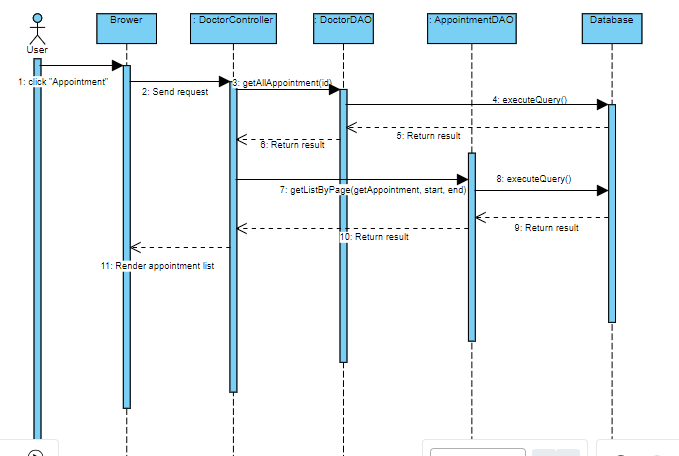 Brower
: DoctorController
: DoctorDAO
: AppointmentDAO
Database
User
1: click "Appointment"
2: Send request
3: getAllAppointment(id)
4: executeQuery()
5: Return result
6: Return result
7: getListByPage(getAppointment, start, end)
8: executeQuery()
9: Return result
10: Return result
11: Render appointment list